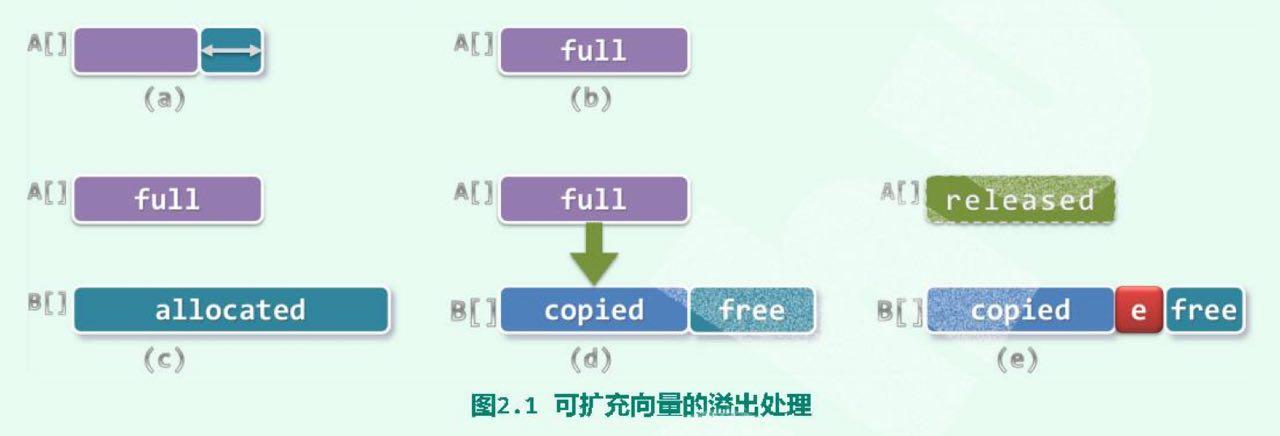 A[] A[] full
(a) (b)
A[] full A[] full A[] released
B[] allocated B[] copied free B[] copied e free
(c) (d) (e)
图2.1 可扩充向量的溢出处理